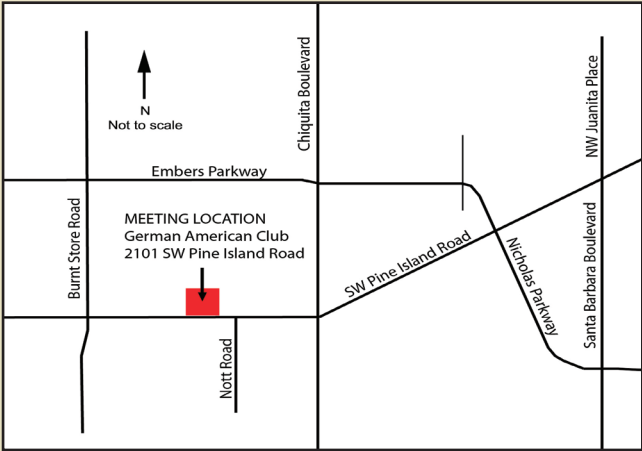 N
Not to scale
Chiquita Boulevard
NW Juanita Place
Embers Parkway
MEETING LOCATION
German American Club
2101 SW Pine Island Road
Burnt Store Road
SW Pine Island Road
Nicholas Parkway
Santa Barbara Boulevard
Nott Road